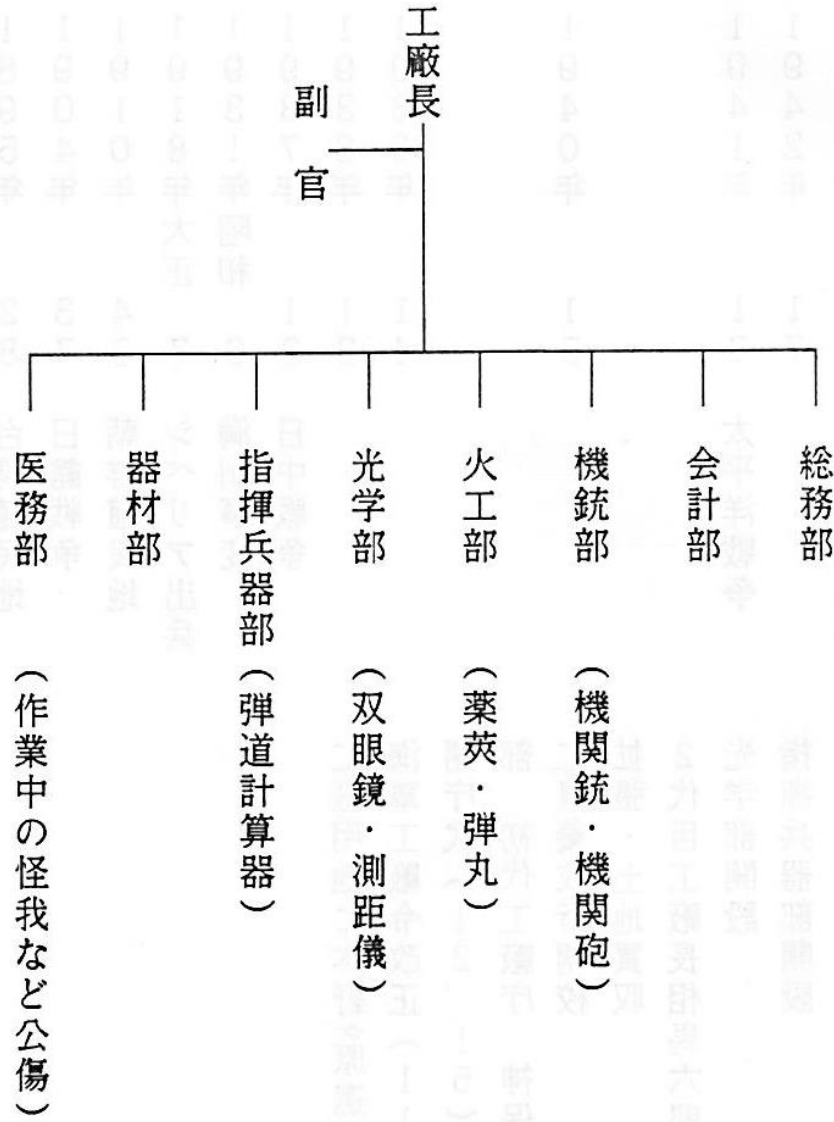 工廠長
副官
総務部
会計部
機銃部（機関銃・機関砲）
火工部（薬莢・弾丸）
光学部（双眼鏡・測距儀）
指揮兵器部（弾道計算器）
器材部
医務部（作業中の怪我など公傷）